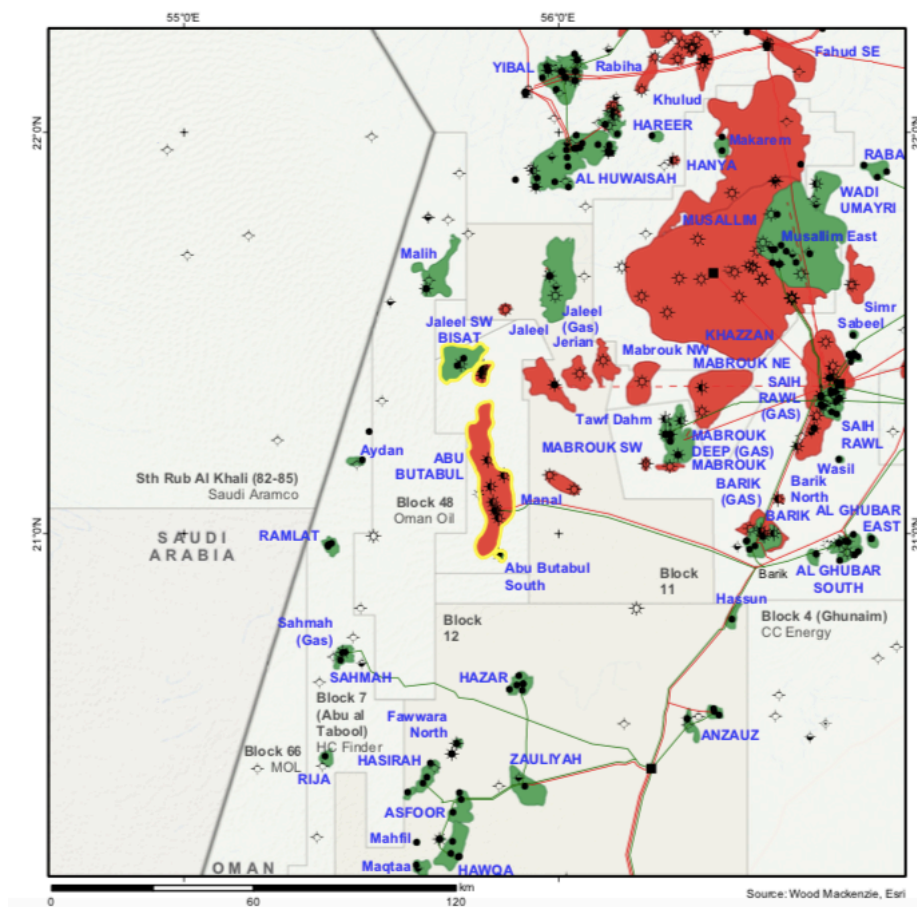 55°0'E
56°0'E
22°0'N
22°0'N
21°0'N
21°0'N
YIBAL
Rabiha
Fahud SE
Khulud
HAREER
Makarem
HANYA
RABA
AL HUWAISAH
WADI
UMAYRI
MUSALLIM
Musallim East
Malih
Jaleel SW
BISAT
Jaleel
Jaleel
(Gas)
Jerian
KHAZZAN
Simr
Sabeel
Mabrouk NW
MABROUK NE
SAIH
RAWL
(GAS)
Tawf Dahm
SAIH
RAWL
MABROUK
DEEP (GAS)
MABROUK
MABROUK SW
Wasil
Aydan
ABU
BUTABUL
Manal
BARIK
(GAS)
Barik
North
BARIK
AL GHUBAR
EAST
Sth Rub Al Khali (82-85)
Saudi Aramco
Block 48
Oman Oil
SAUDI
ARABIA
RAMLAT
Abu Butabul
South
Barik
AL GHUBAR
SOUTH
Block
11
Hassun
Block 4 (Ghunaim)
CC Energy
Block
12
Sahmah
(Gas)
SAHMAH
HAZAR
Block 7
(Abu al
Tabool)
HC Finder
Fawwara
North
ANZAUZ
Block 66
MOL
RIJA
HASIRAH
ZAULIYAH
ASFOOR
Mahfil
Maqtaa
HAWQA
OMAN
0
60
120
km
Source: Wood Mackenzie, Esri